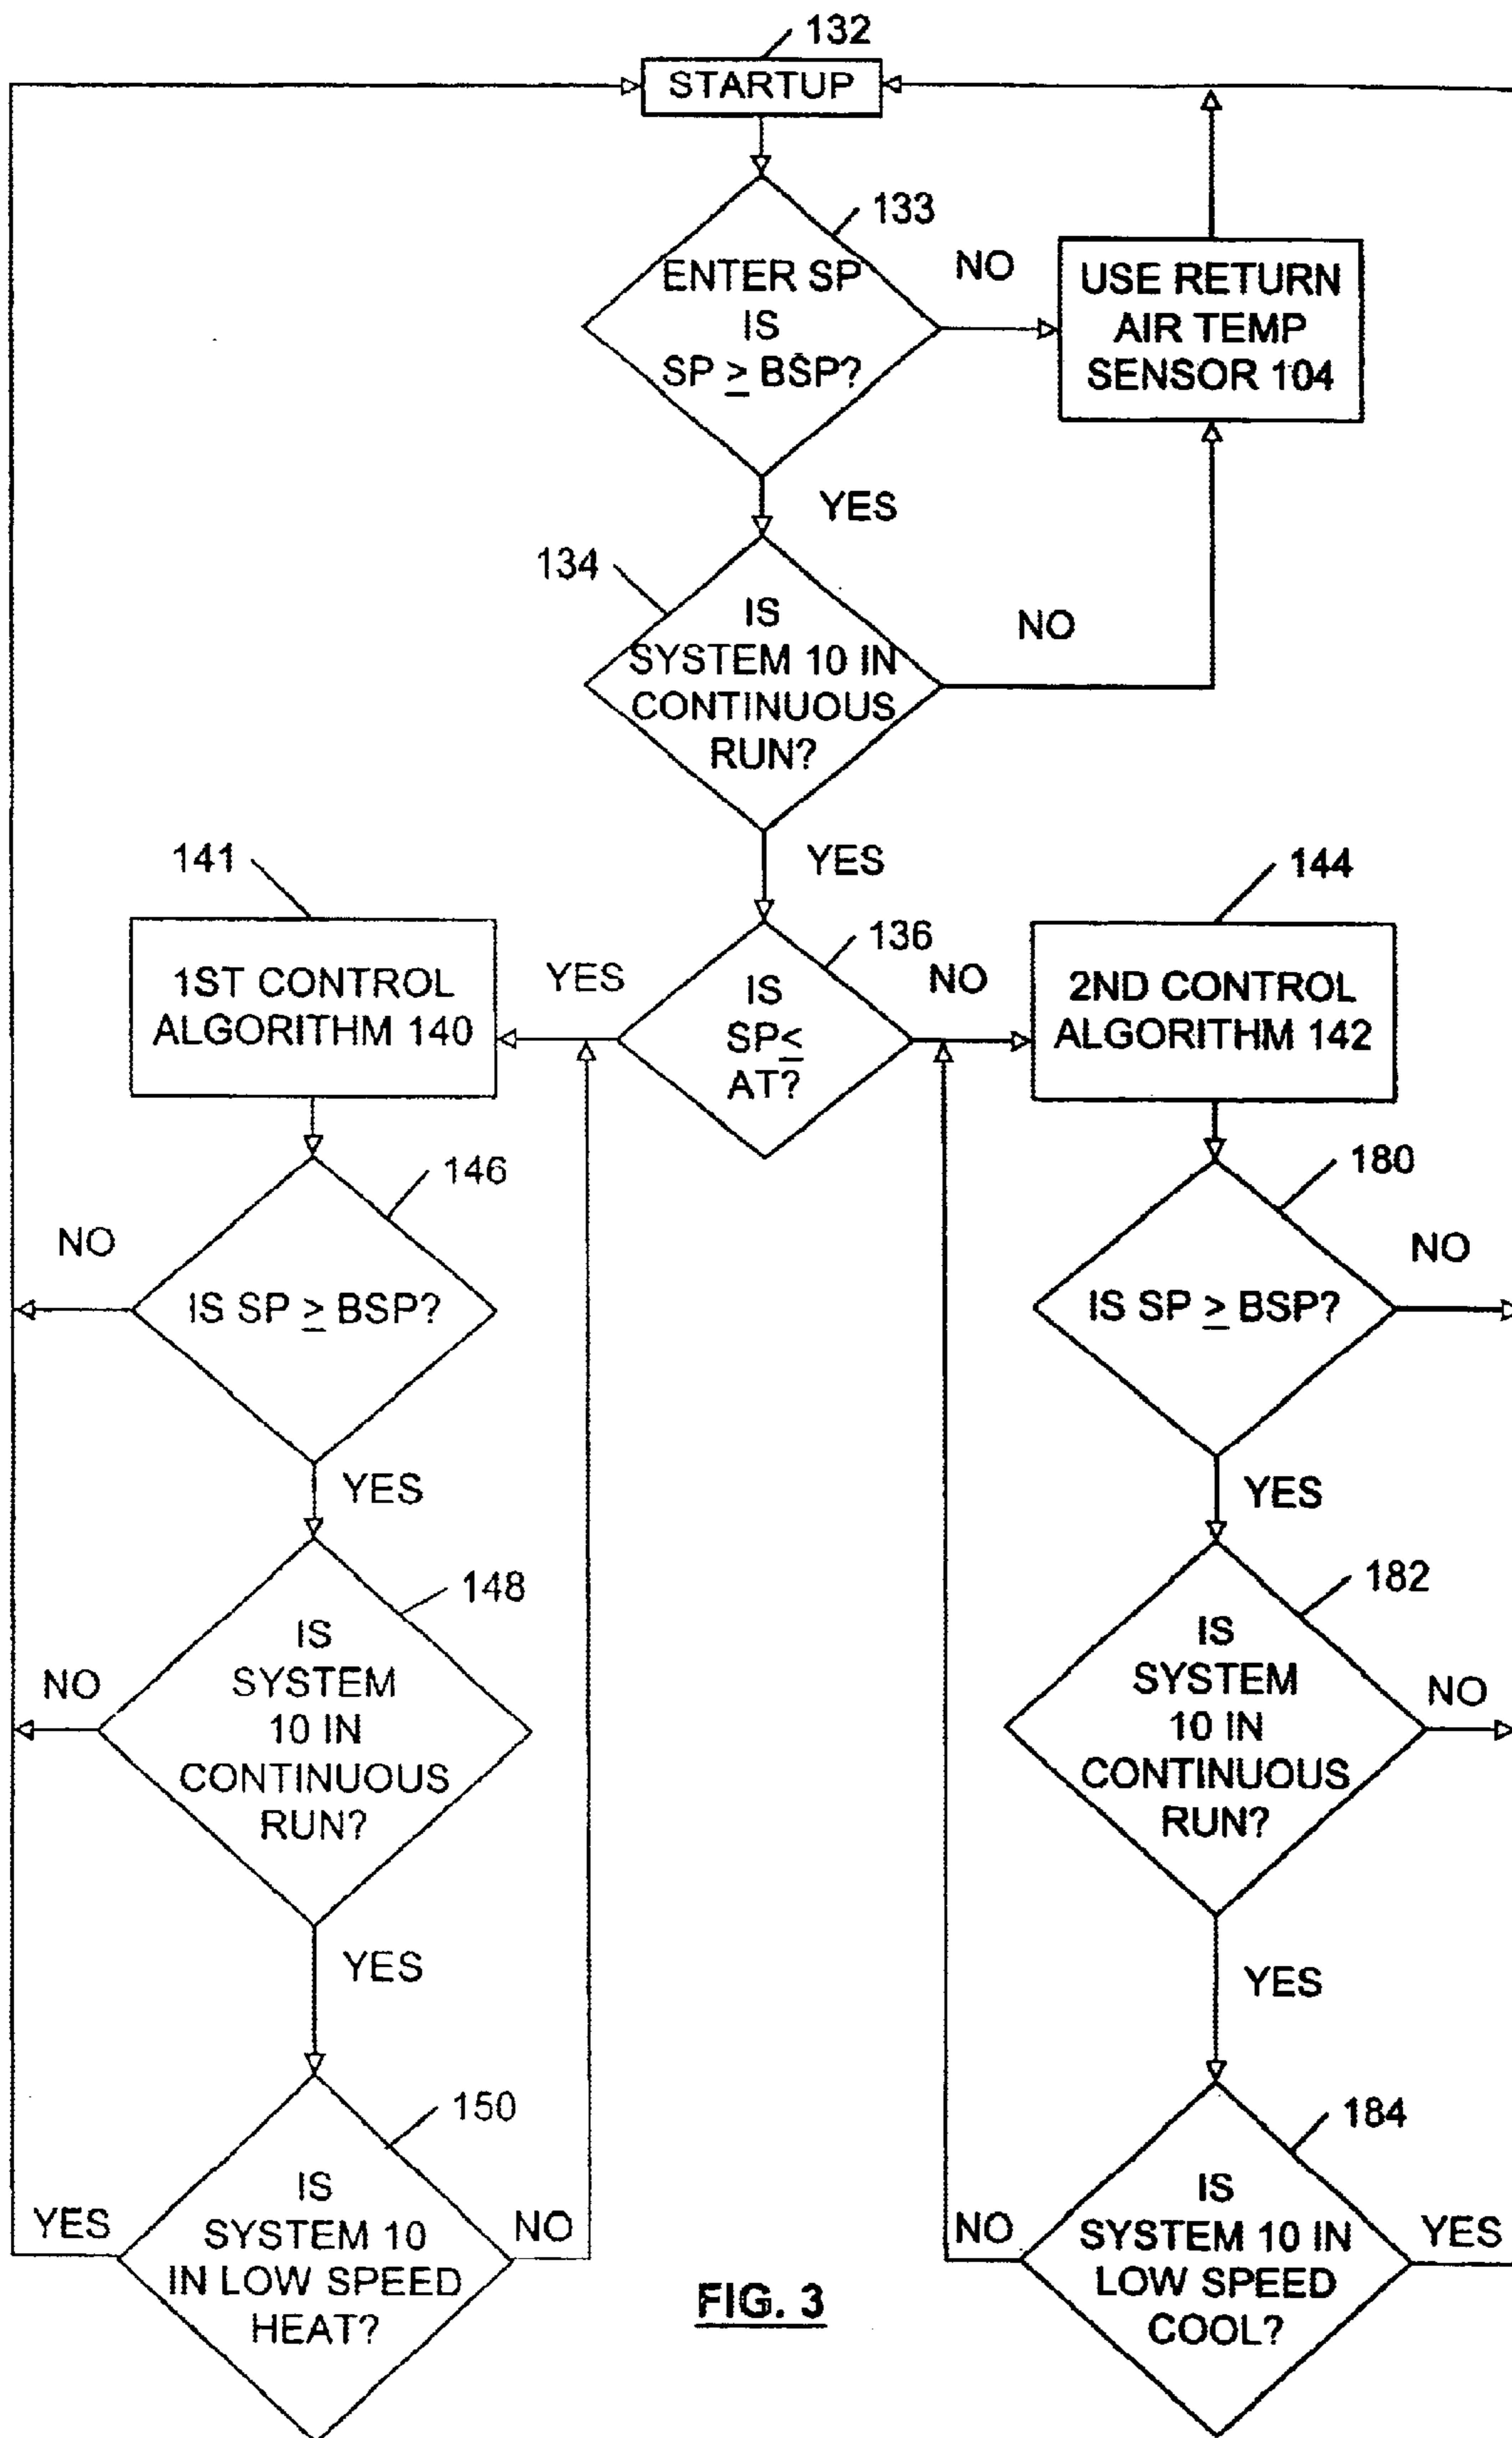 132
STARTUP
133
ENTER SP
IS
SP ≥ BSP?
NO
USE RETURN
AIR TEMP
SENSOR 104
YES
134
IS
SYSTEM 10 IN
CONTINUOUS
RUN?
NO
YES
141
1ST CONTROL
ALGORITHM 140
YES
136
IS
SP≤
AT?
NO
144
2ND CONTROL
ALGORITHM 142
146
NO
IS SP ≥ BSP?
YES
180
NO
IS SP ≥ BSP?
YES
148
IS
SYSTEM
10 IN
CONTINUOUS
RUN?
NO
YES
182
IS
SYSTEM
10 IN
CONTINUOUS
RUN?
NO
YES
150
IS
SYSTEM 10
IN LOW SPEED
HEAT?
YES
NO
184
IS
SYSTEM 10 IN
LOW SPEED
COOL?
NO
YES
FIG. 3